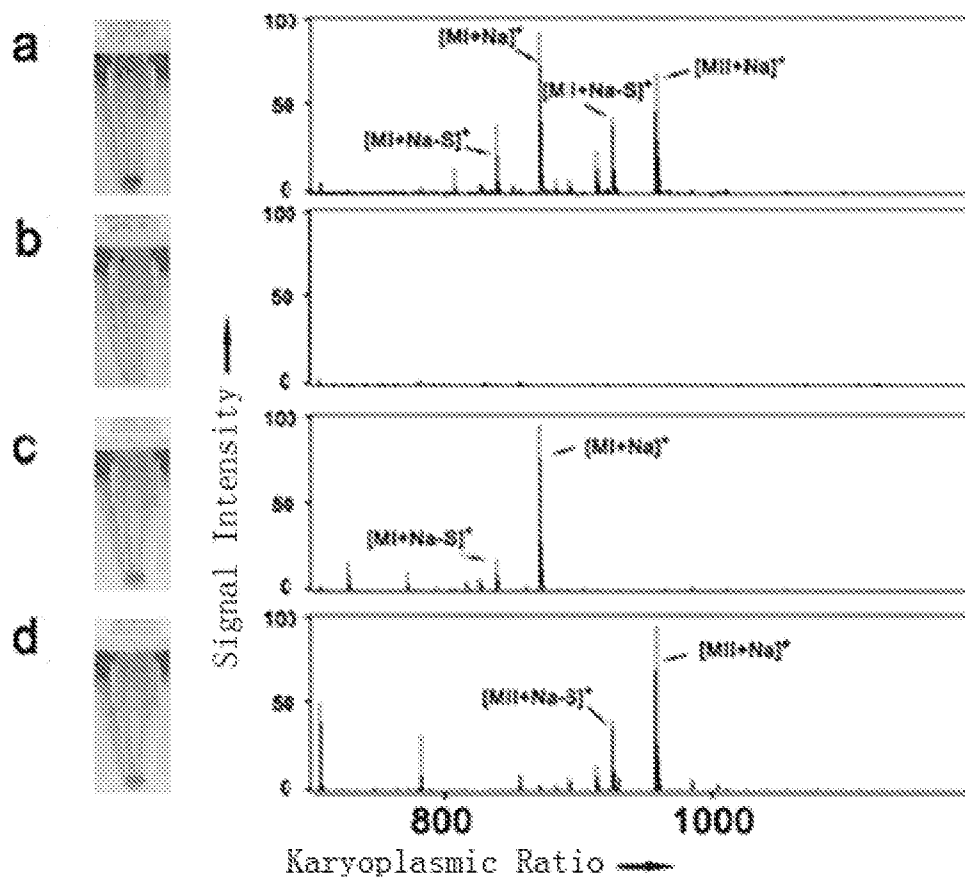 a
100
[MI+Na]⁺
[MII+Na]⁺
[M I+Na-S]⁺
50
[MI+Na-S]⁺
0
b
100
50
0
c
100
[MI+Na]⁺
50
[MI+Na-S]⁺
0
d
100
[MII+Na]⁺
50
[MII+Na-S]⁺
0
Signal Intensity
800 1000
Karyoplasmic Ratio